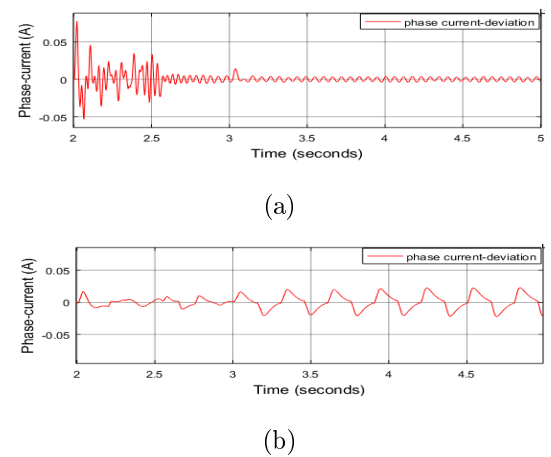 phase current-deviation
Phase-current (A)
0.05
0
-0.05
2 2.5 3 3.5 4 4.5 5
Time (seconds)
(a)
phase current-deviation
Phase-current (A)
0.05
0
-0.05
2 2.5 3 3.5 4 4.5
Time (seconds)
(b)